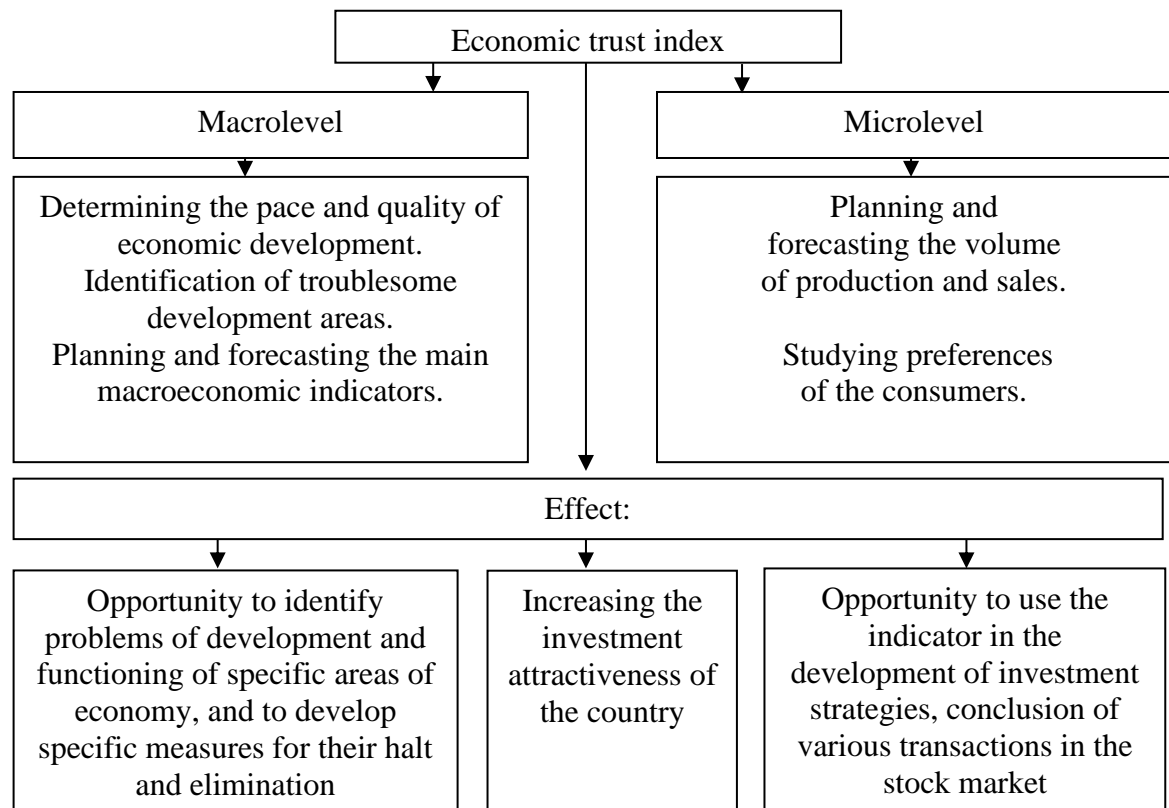 Economic trust index
Macrolevel
Microlevel
Determining the pace and quality of
economic development.
Identification of troublesome
development areas.
Planning and forecasting the main
macroeconomic indicators.
Planning and
forecasting the volume
of production and sales.
Studying preferences
of the consumers.
Effect:
Opportunity to identify
problems of development and
functioning of specific areas of
economy, and to develop
specific measures for their halt
and elimination
Increasing the
investment
attractiveness of
the country
Opportunity to use the
indicator in the
development of investment
strategies, conclusion of
various transactions in the
stock market